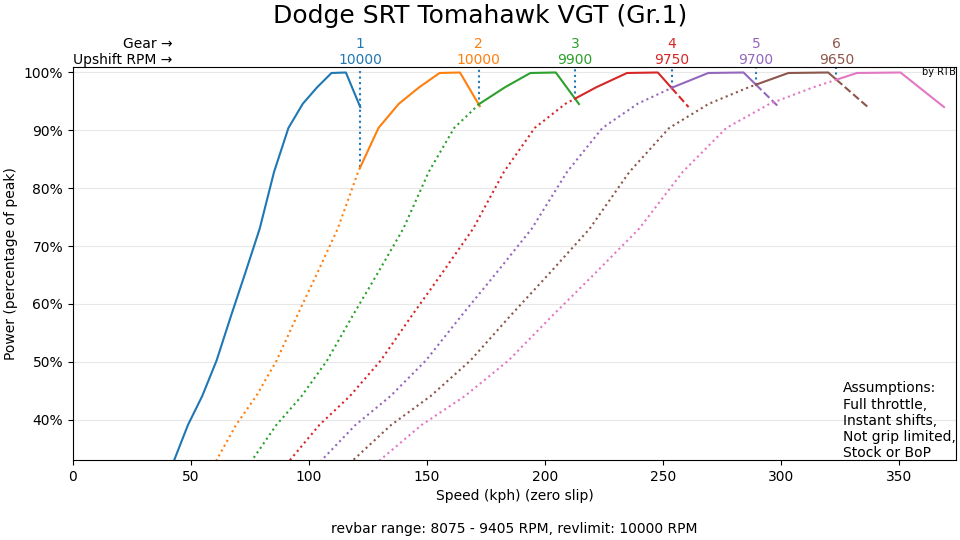 Dodge SRT Tomahawk VGT (Gr.1)
Gear → 1 2 3 4 5 6
Upshift RPM → 10000 10000 9900 9750 9700 9650
by RTB
100%
90%
80%
70%
60%
50%
40%
Power (percentage of peak)
Assumptions:
Full throttle,
Instant shifts,
Not grip limited,
Stock or BoP
0 50 100 150 200 250 300 350
Speed (kph) (zero slip)
revbar range: 8075 - 9405 RPM, revlimit: 10000 RPM